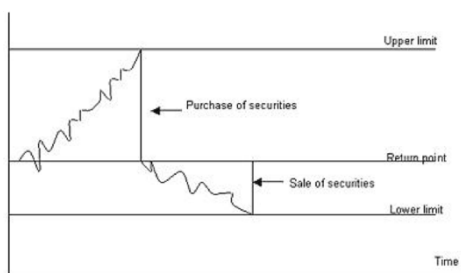 Upper limit
Purchase of securities
Return point
Sale of securities
Lower limit
Time